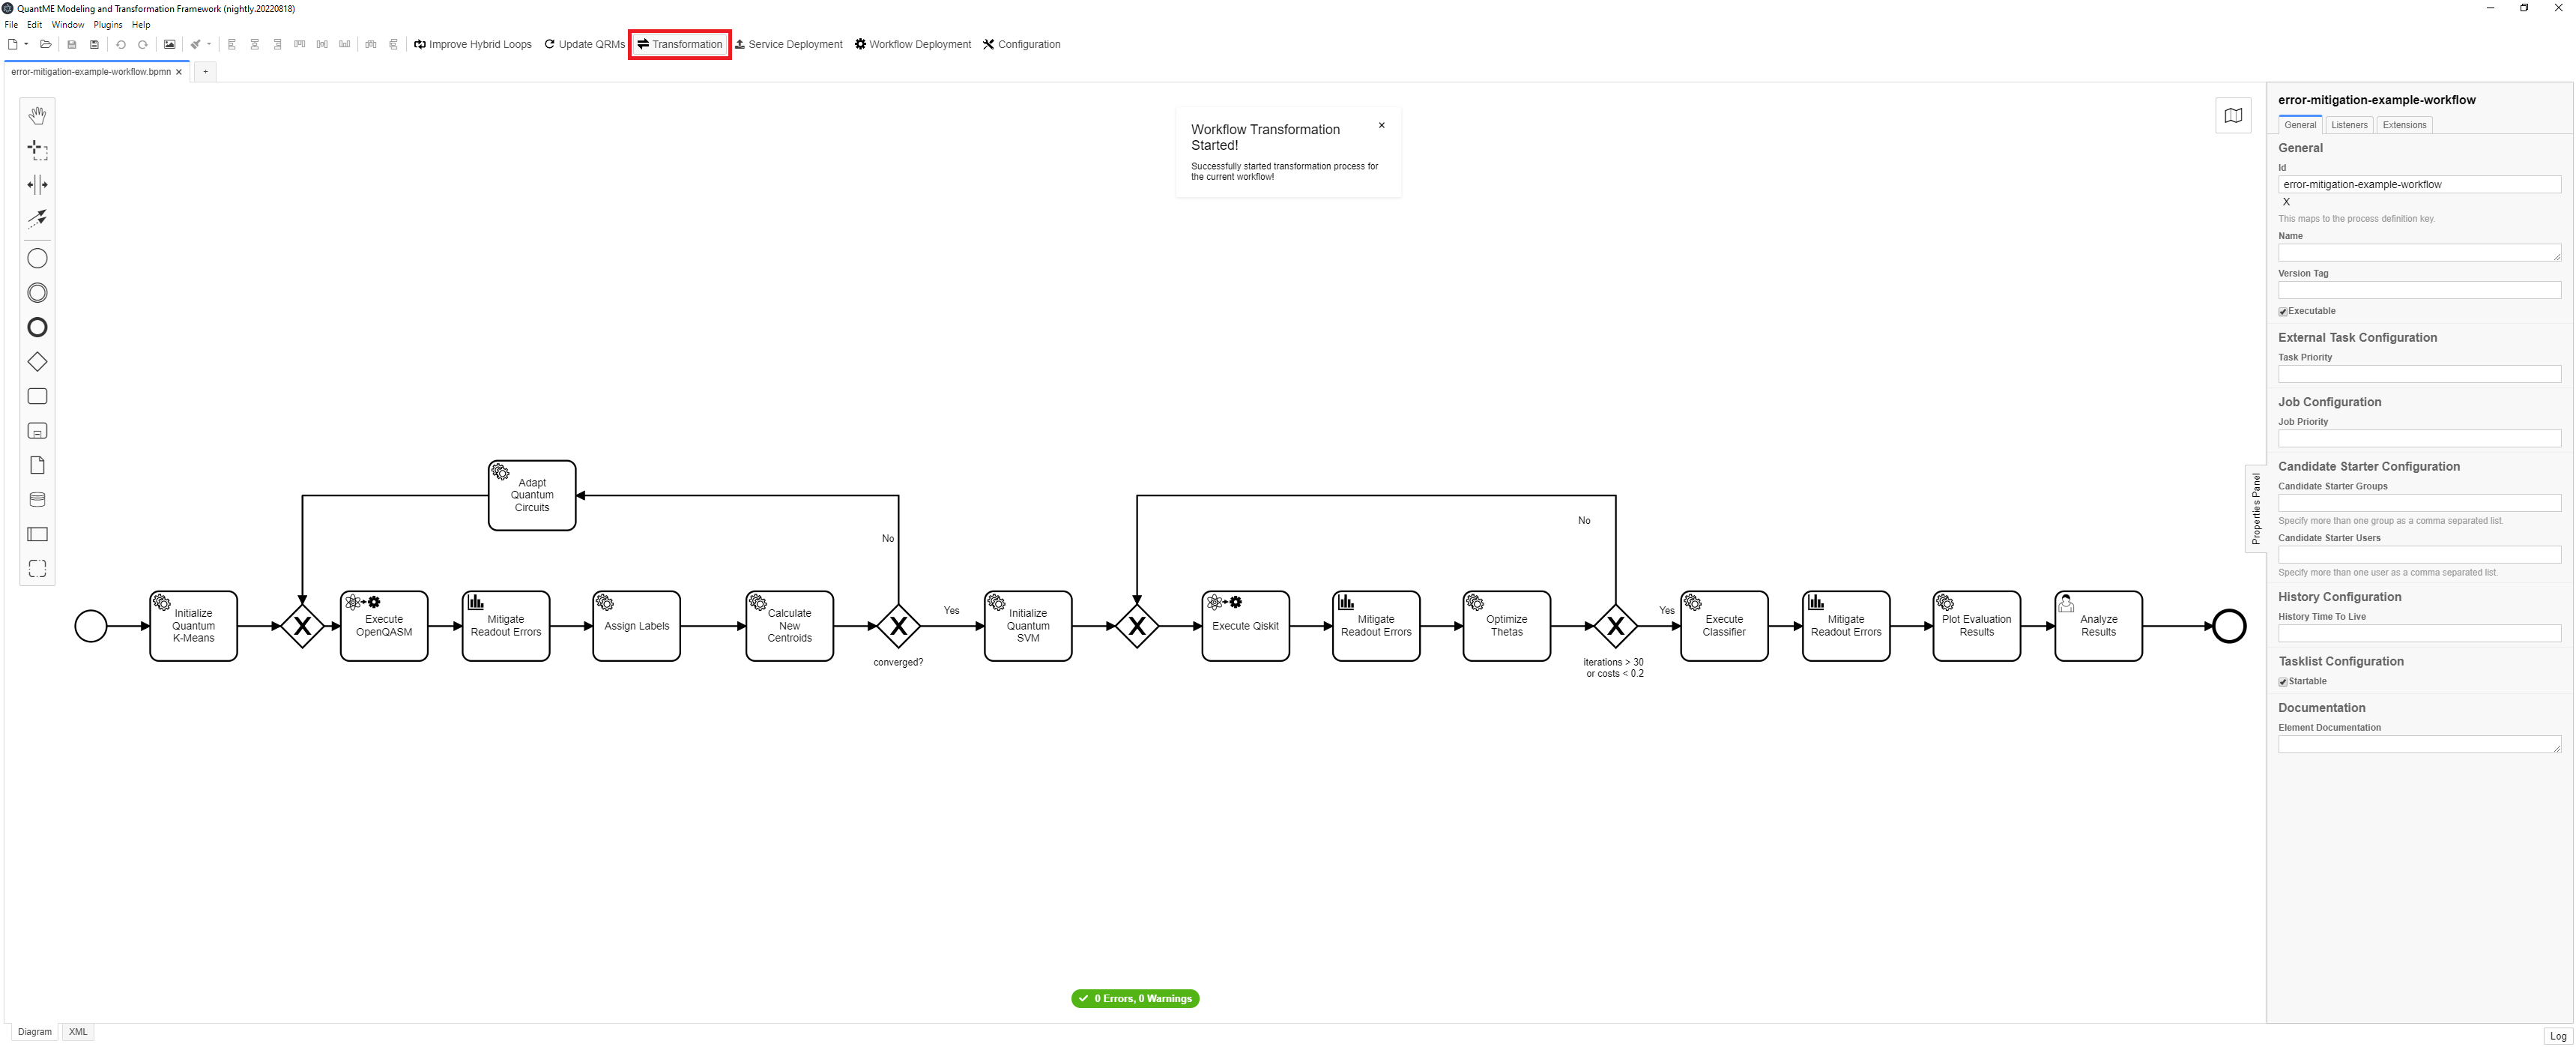 QuantME Modeling and Transformation Framework (nightly.20220818)
File Edit Window Plugins Help
Improve Hybrid Loops Update QRMs Transformation Service Deployment Workflow Deployment Configuration
error-mitigation-example-workflow.bpmn × +
Workflow Transformation
Started!
×
Successfully started transformation process for
the current workflow!
Adapt
Quantum
Circuits
No
No
Initialize
Quantum
K-Means
X
Execute
OpenQASM
Mitigate
Readout Errors
Assign Labels
Calculate
New
Centroids
X
converged?
Yes
Initialize
Quantum
SVM
X
Execute Qiskit
Mitigate
Readout Errors
Optimize
Thetas
X
iterations > 30
or costs < 0.2
Yes
Execute
Classifier
Mitigate
Readout Errors
Plot Evaluation
Results
Analyze
Results
0 Errors, 0 Warnings
Properties Panel
error-mitigation-example-workflow
General Listeners Extensions
General
Id
error-mitigation-example-workflow
X
This maps to the process definition key.
Name
Version Tag
Executable
External Task Configuration
Task Priority
Job Configuration
Job Priority
Candidate Starter Configuration
Candidate Starter Groups
Specify more than one group as a comma separated list.
Candidate Starter Users
Specify more than one user as a comma separated list.
History Configuration
History Time To Live
Tasklist Configuration
Startable
Documentation
Element Documentation
Diagram XML
Log